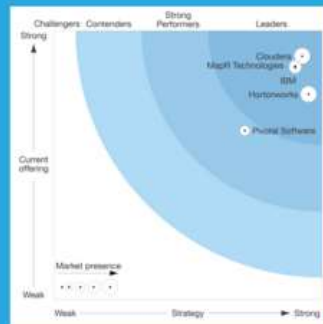 Challengers Contenders Strong Performers Leaders
Strong
Cloudera
MapR Technologies
IBM
Hortonworks
Pivotal Software
Current offering
Market presence
Weak
Weak Strategy Strong